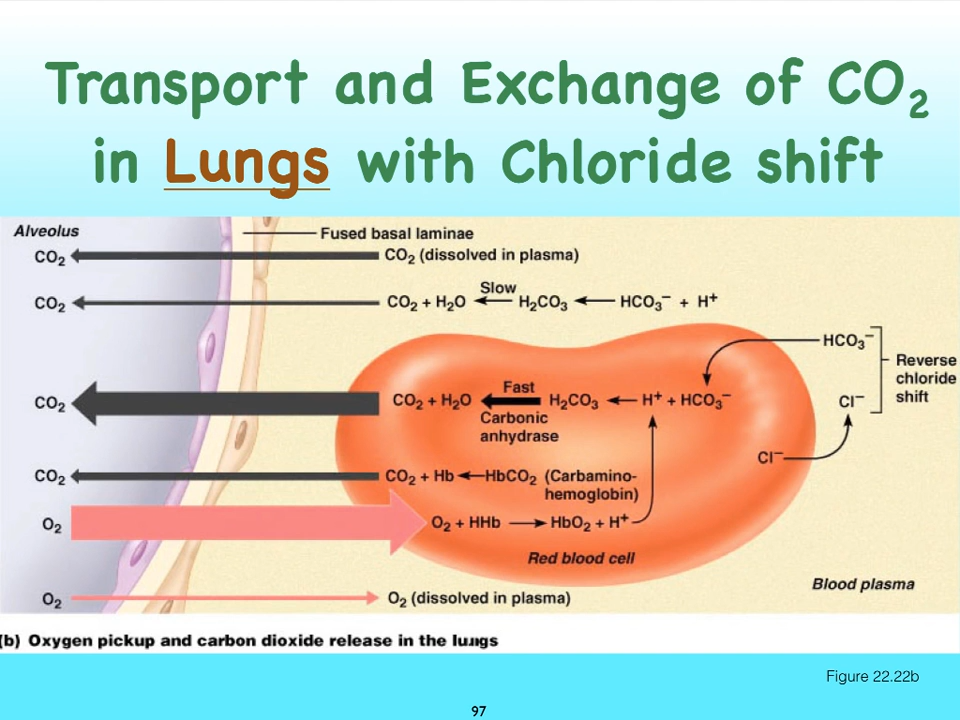 Transport and Exchange of CO₂
in Lungs with Chloride shift
Alveolus
Fused basal laminae
CO₂
CO₂ (dissolved in plasma)
Slow
CO₂
CO₂ + H₂O
H₂CO₃
HCO₃⁻ + H⁺
HCO₃⁻
Reverse
chloride
shift
Cl⁻
Fast
CO₂
CO₂ + H₂O
H₂CO₃
H⁺ + HCO₃⁻
Carbonic
anhydrase
Cl⁻
CO₂
CO₂ + Hb
HbCO₂ (Carbamino-
hemoglobin)
O₂
O₂ + HHb
HbO₂ + H⁺
Red blood cell
Blood plasma
O₂
O₂ (dissolved in plasma)
(b) Oxygen pickup and carbon dioxide release in the lungs
Figure 22.22b
97